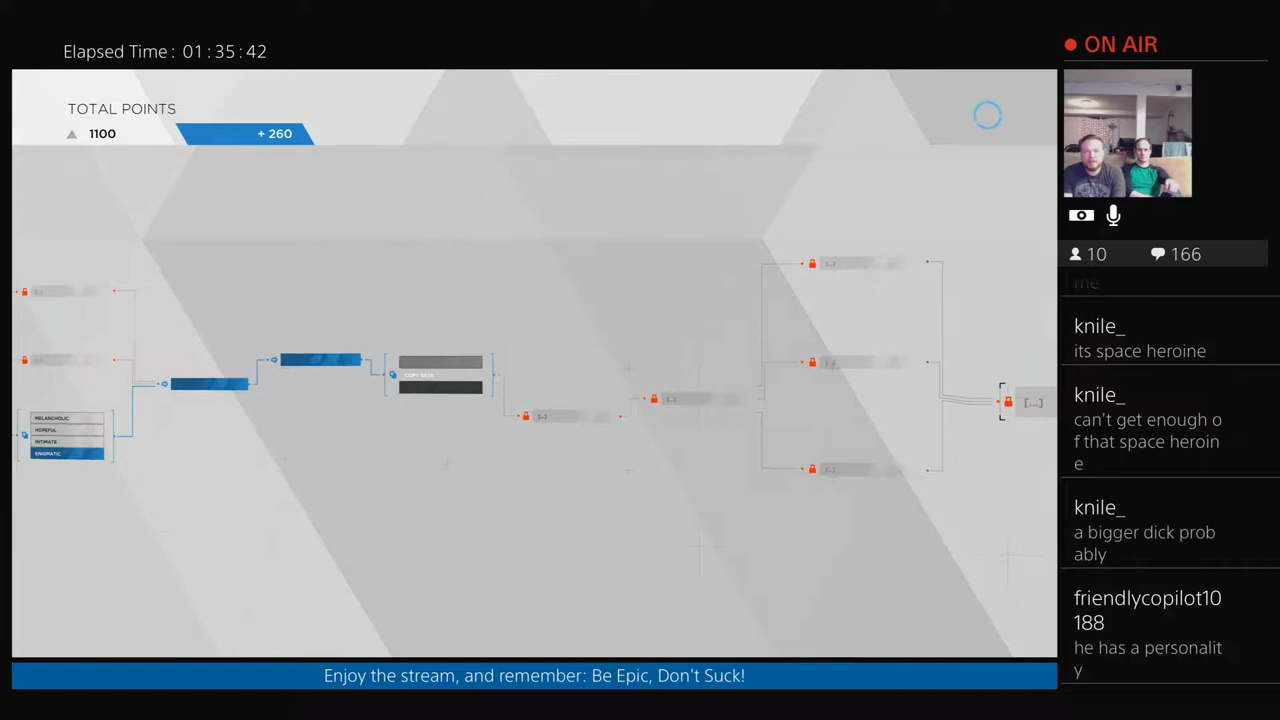 Elapsed Time: 01:35:42
ON AIR
TOTAL POINTS
1100
+ 260
10
166
me
knile_
its space heroine
knile_
can't get enough o
f that space heroin
e
knile_
a bigger dick prob
ably
friendlycopilot10
188
he has a personalit
y
[...]
[...]
[...]
[...]
[...]
[...]
MELANCHOLIC
HOPEFUL
INTIMATE
ENIGMATIC
Enjoy the stream, and remember: Be Epic, Don't Suck!